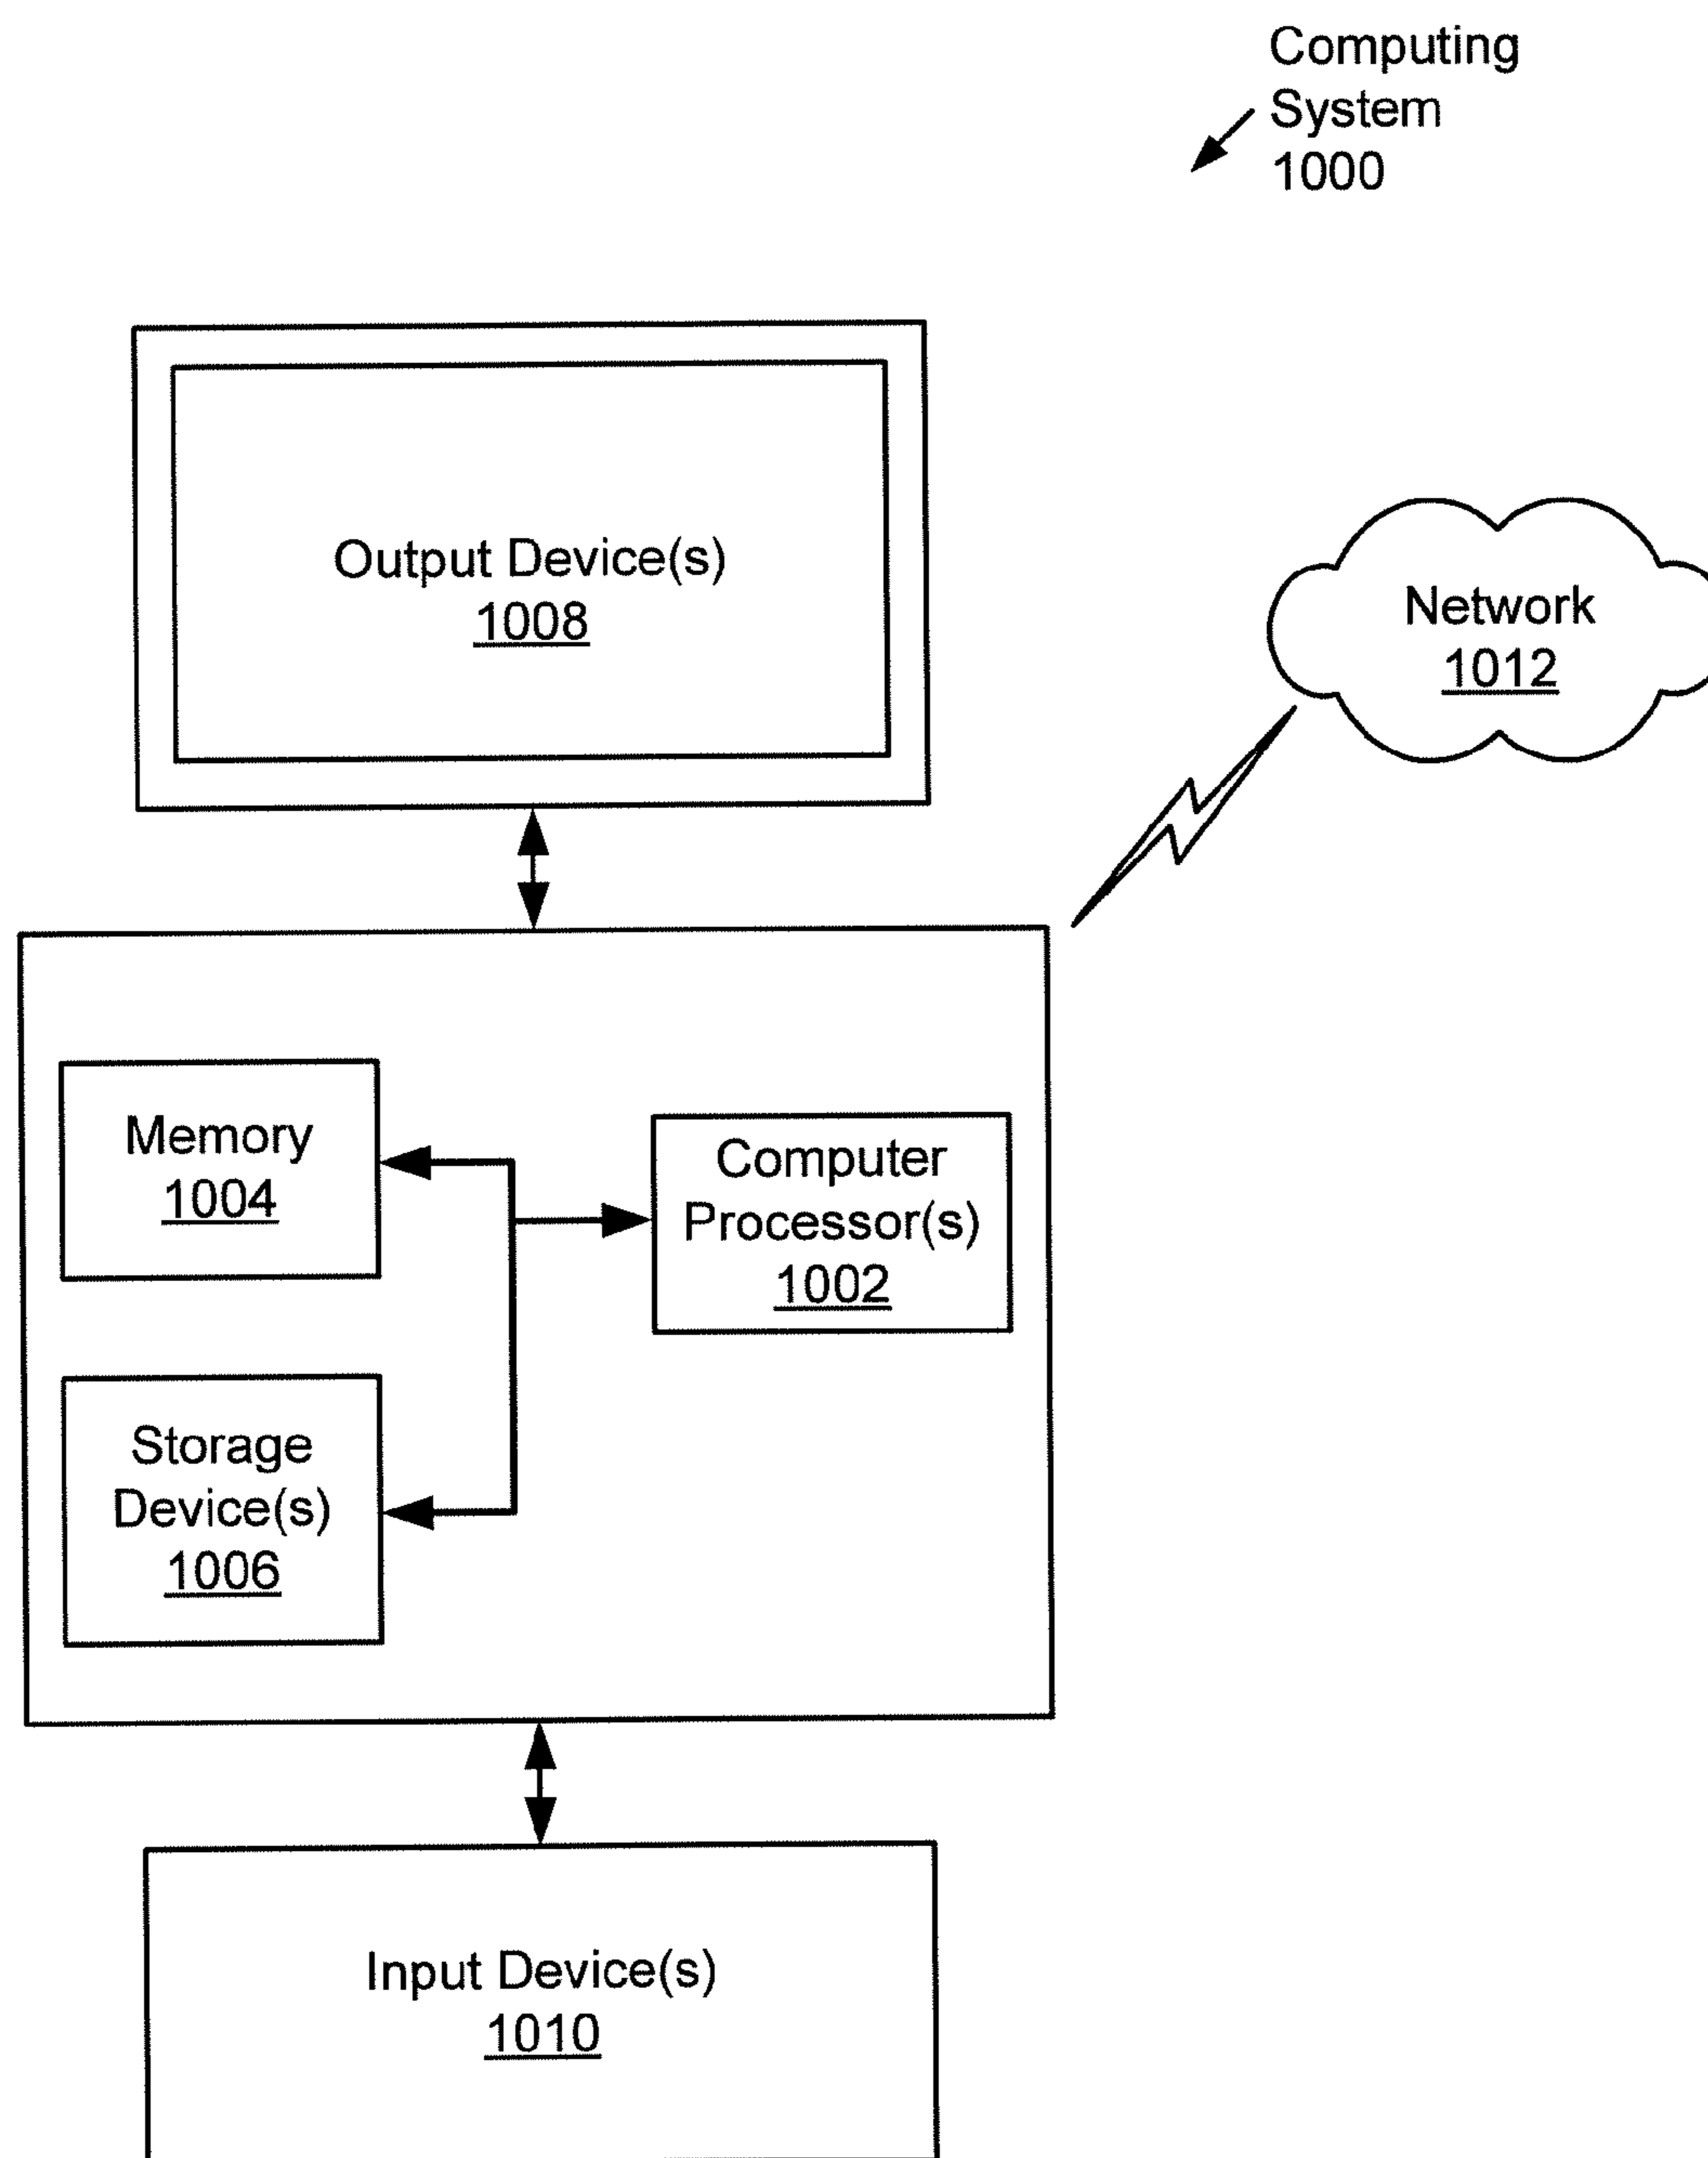 Computing
System
1000
Output Device(s)
1008
Network
1012
Memory
1004
Computer
Processor(s)
1002
Storage
Device(s)
1006
Input Device(s)
1010